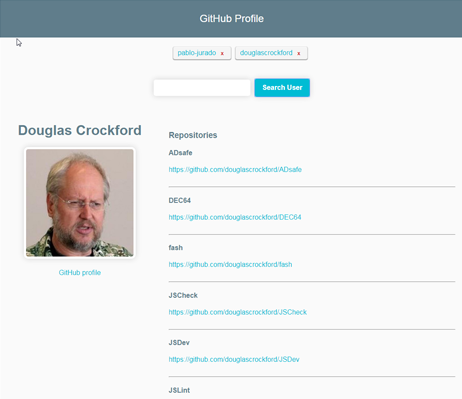 GitHub Profile
pablo-jurado x douglascrockford x
Search User
Douglas Crockford
GitHub profile
Repositories
ADsafe
https://github.com/douglascrockford/ADsafe
DEC64
https://github.com/douglascrockford/DEC64
fash
https://github.com/douglascrockford/fash
JSCheck
https://github.com/douglascrockford/JSCheck
JSDev
https://github.com/douglascrockford/JSDev
JSLint